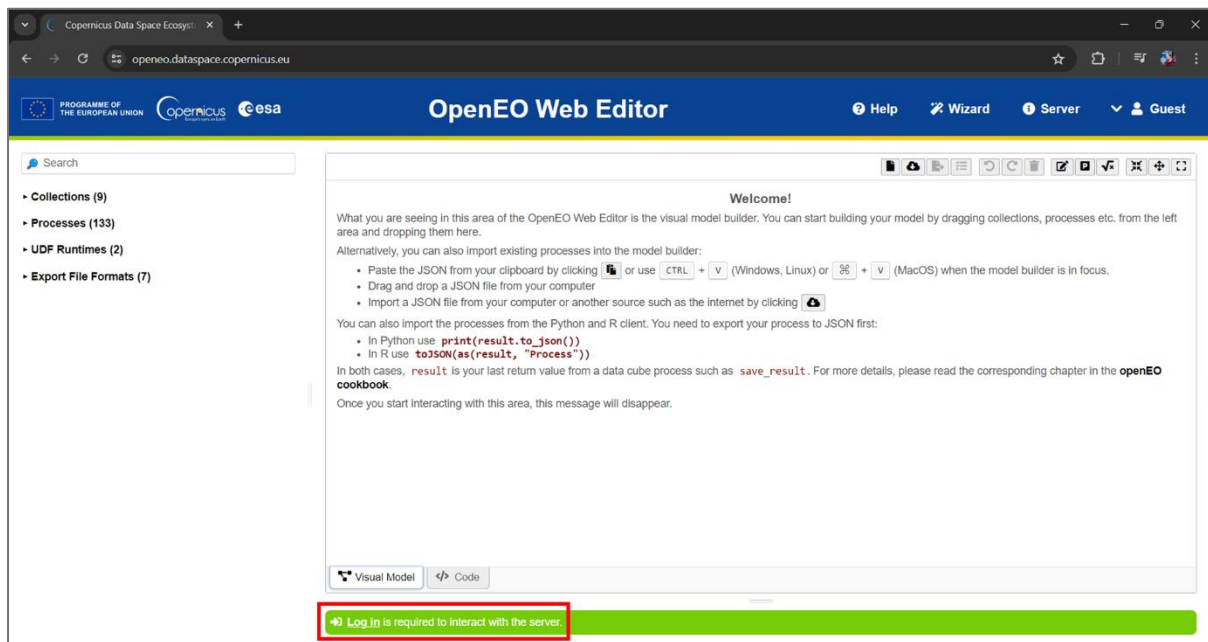 Copernicus Data Space Ecosyst
openeo.dataspace.copernicus.eu
PROGRAMME OF
THE EUROPEAN UNION
Copernicus
esa
OpenEO Web Editor
Help
Wizard
Server
Guest
Search
Collections (9)
Processes (133)
UDF Runtimes (2)
Export File Formats (7)
Welcome!
What you are seeing in this area of the OpenEO Web Editor is the visual model builder. You can start building your model by dragging collections, processes etc. from the left
area and dropping them here.
Alternatively, you can also import existing processes into the model builder:
• Paste the JSON from your clipboard by clicking or use CTRL + V (Windows, Linux) or ⌘ + V (MacOS) when the model builder is in focus.
• Drag and drop a JSON file from your computer
• Import a JSON file from your computer or another source such as the internet by clicking
You can also import the processes from the Python and R client. You need to export your process to JSON first:
• In Python use print(result.to_json())
• In R use toJSON(as(result, "Process"))
In both cases, result is your last return value from a data cube process such as save_result. For more details, please read the corresponding chapter in the openEO
cookbook.
Once you start interacting with this area, this message will disappear.
Visual Model
</> Code
Log in is required to interact with the server.